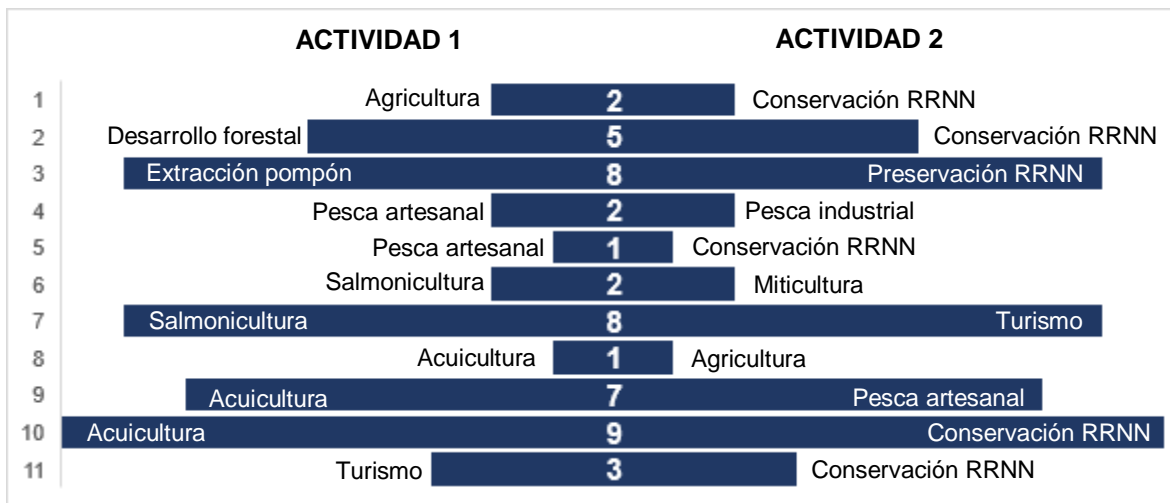 ACTIVIDAD 1 ACTIVIDAD 2
1 Agricultura 2 Conservación RRNN
2 Desarrollo forestal 5 Conservación RRNN
3 Extracción pompón 8 Preservación RRNN
4 Pesca artesanal 2 Pesca industrial
5 Pesca artesanal 1 Conservación RRNN
6 Salmonicultura 2 Miticultura
7 Salmonicultura 8 Turismo
8 Acuicultura 1 Agricultura
9 Acuicultura 7 Pesca artesanal
10 Acuicultura 9 Conservación RRNN
11 Turismo 3 Conservación RRNN